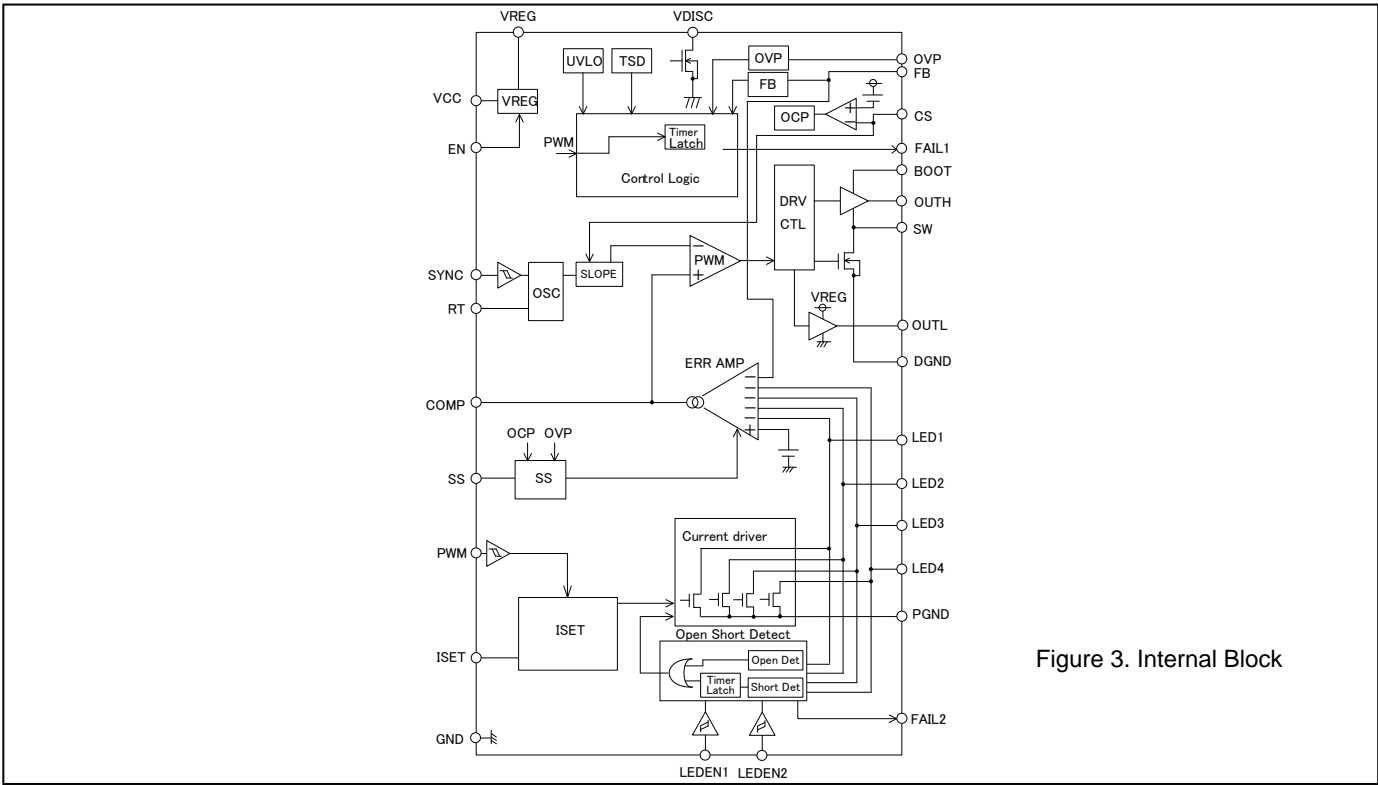 VREG
VDISC
UVLO
TSD
OVP
OVP
FB
FB
VCC
VREG
OCP
+
−
CS
EN
PWM
Timer
Latch
FAIL1
Control Logic
BOOT
DRV
CTL
OUTH
SW
−
PWM
+
SYNC
OSC
SLOPE
RT
VREG
OUTL
DGND
ERR AMP
−
−
−
−
−
+
COMP
LED1
OCP
OVP
SS
SS
LED2
LED3
Current driver
PWM
LED4
ISET
PGND
Open Short Detect
ISET
Open Det
Timer
Latch
Short Det
Figure 3. Internal Block
FAIL2
GND
LEDEN1
LEDEN2